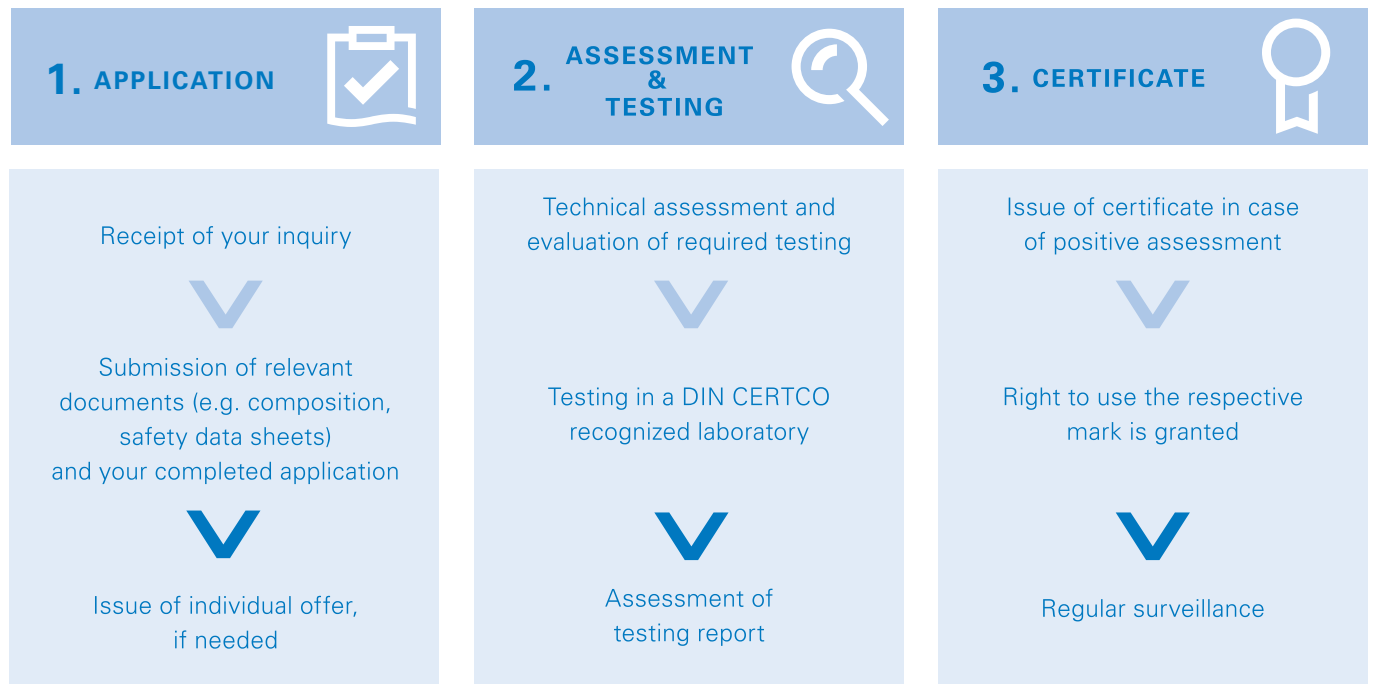 1. APPLICATION
Receipt of your inquiry
Submission of relevant
documents (e.g. composition,
safety data sheets)
and your completed application
Issue of individual offer,
if needed
2. ASSESSMENT
&
TESTING
Technical assessment and
evaluation of required testing
Testing in a DIN CERTCO
recognized laboratory
Assessment of
testing report
3. CERTIFICATE
Issue of certificate in case
of positive assessment
Right to use the respective
mark is granted
Regular surveillance